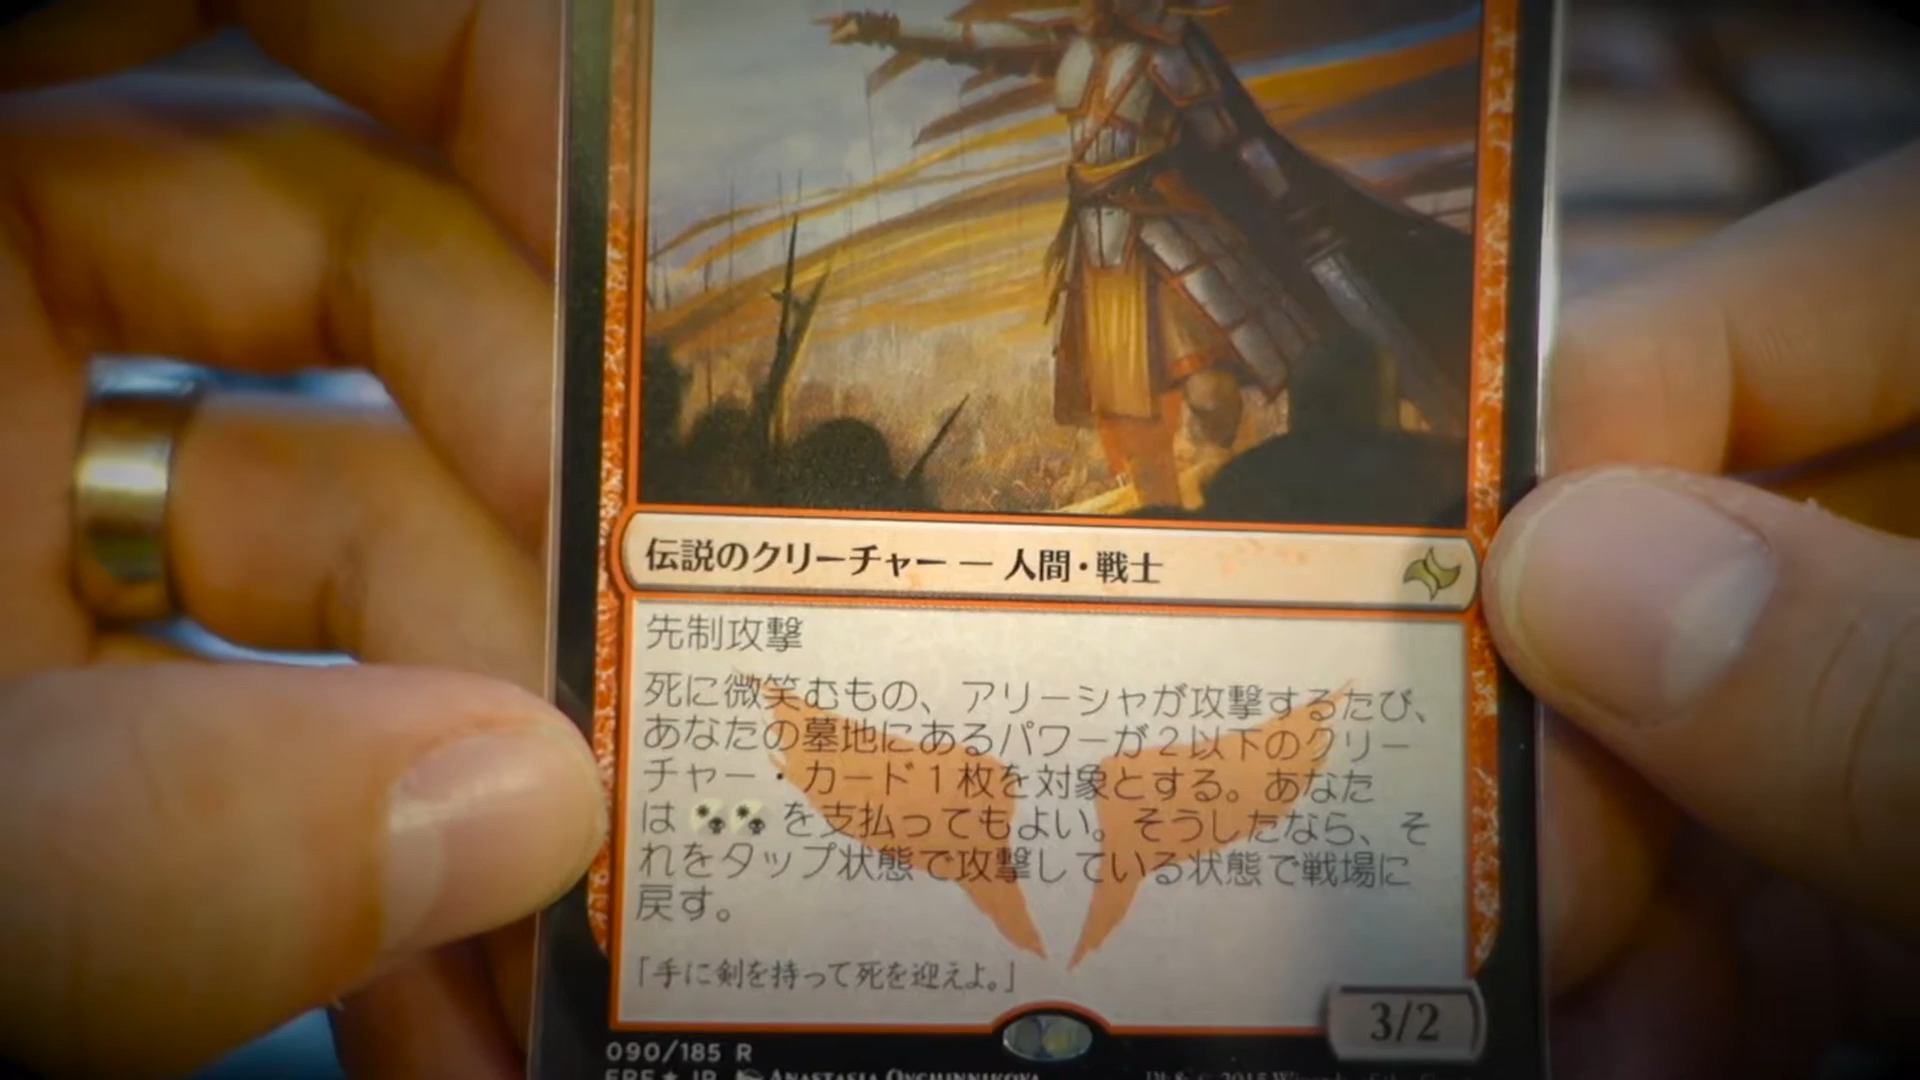 伝説のクリーチャー — 人間・戦士
先制攻撃
死に微笑むもの、アリーシャが攻撃するたび、
あなたの墓地にあるパワーが2以下のクリー
チャー・カード1枚を対象とする。あなた
は を支払ってもよい。そうしたなら、そ
れをタップ状態で攻撃している状態で戦場に
戻す。
「手に剣を持って死を迎えよ。」
3/2
090/185 R
FRF★JP ANASTASIA OVCHINNIKOVA